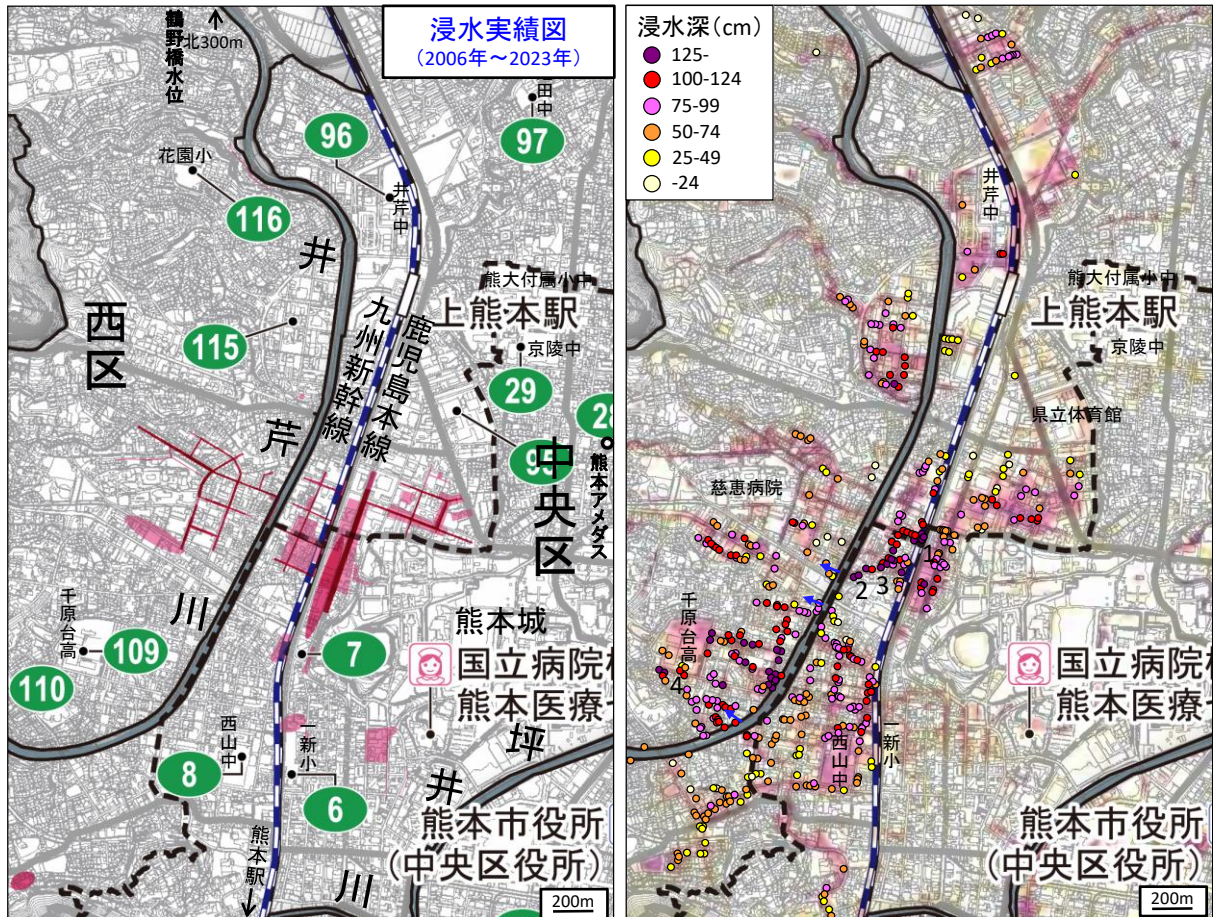 鶴野橋水位
北300m
浸水実績図
(2006年~2023年)
田中
96
97
花園小
井芹中
116
井
熊大付属小中
西区
115
九州新幹線
鹿児島本線
上熊本駅
京陵中
29
28
芹
95
中央区
熊本アメダス
川
千原台高
109
110
熊本城
7
国立病院機
熊本医療
西山中
一新小
坪
井
8
6
熊本市役所
(中央区役所)
熊本駅
川
200m
浸水深(cm)
125-
100-124
75-99
50-74
25-49
-24
井芹中
熊大付属小中
上熊本駅
京陵中
県立体育館
慈恵病院
1
2
3
千原台高
4
国立病院機
熊本医療
西山中
一新小
熊本市役所
(中央区役所)
200m